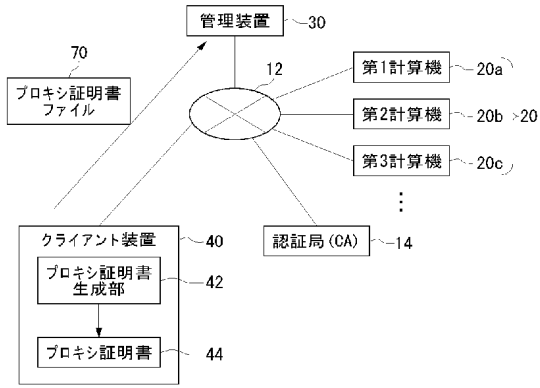 管理装置 30
70
プロキシ証明書
ファイル
12
第1計算機 20a
第2計算機 20b 20
第3計算機 20c
⋮
認証局(CA) 14
クライアント装置 40
プロキシ証明書
生成部 42
プロキシ証明書 44